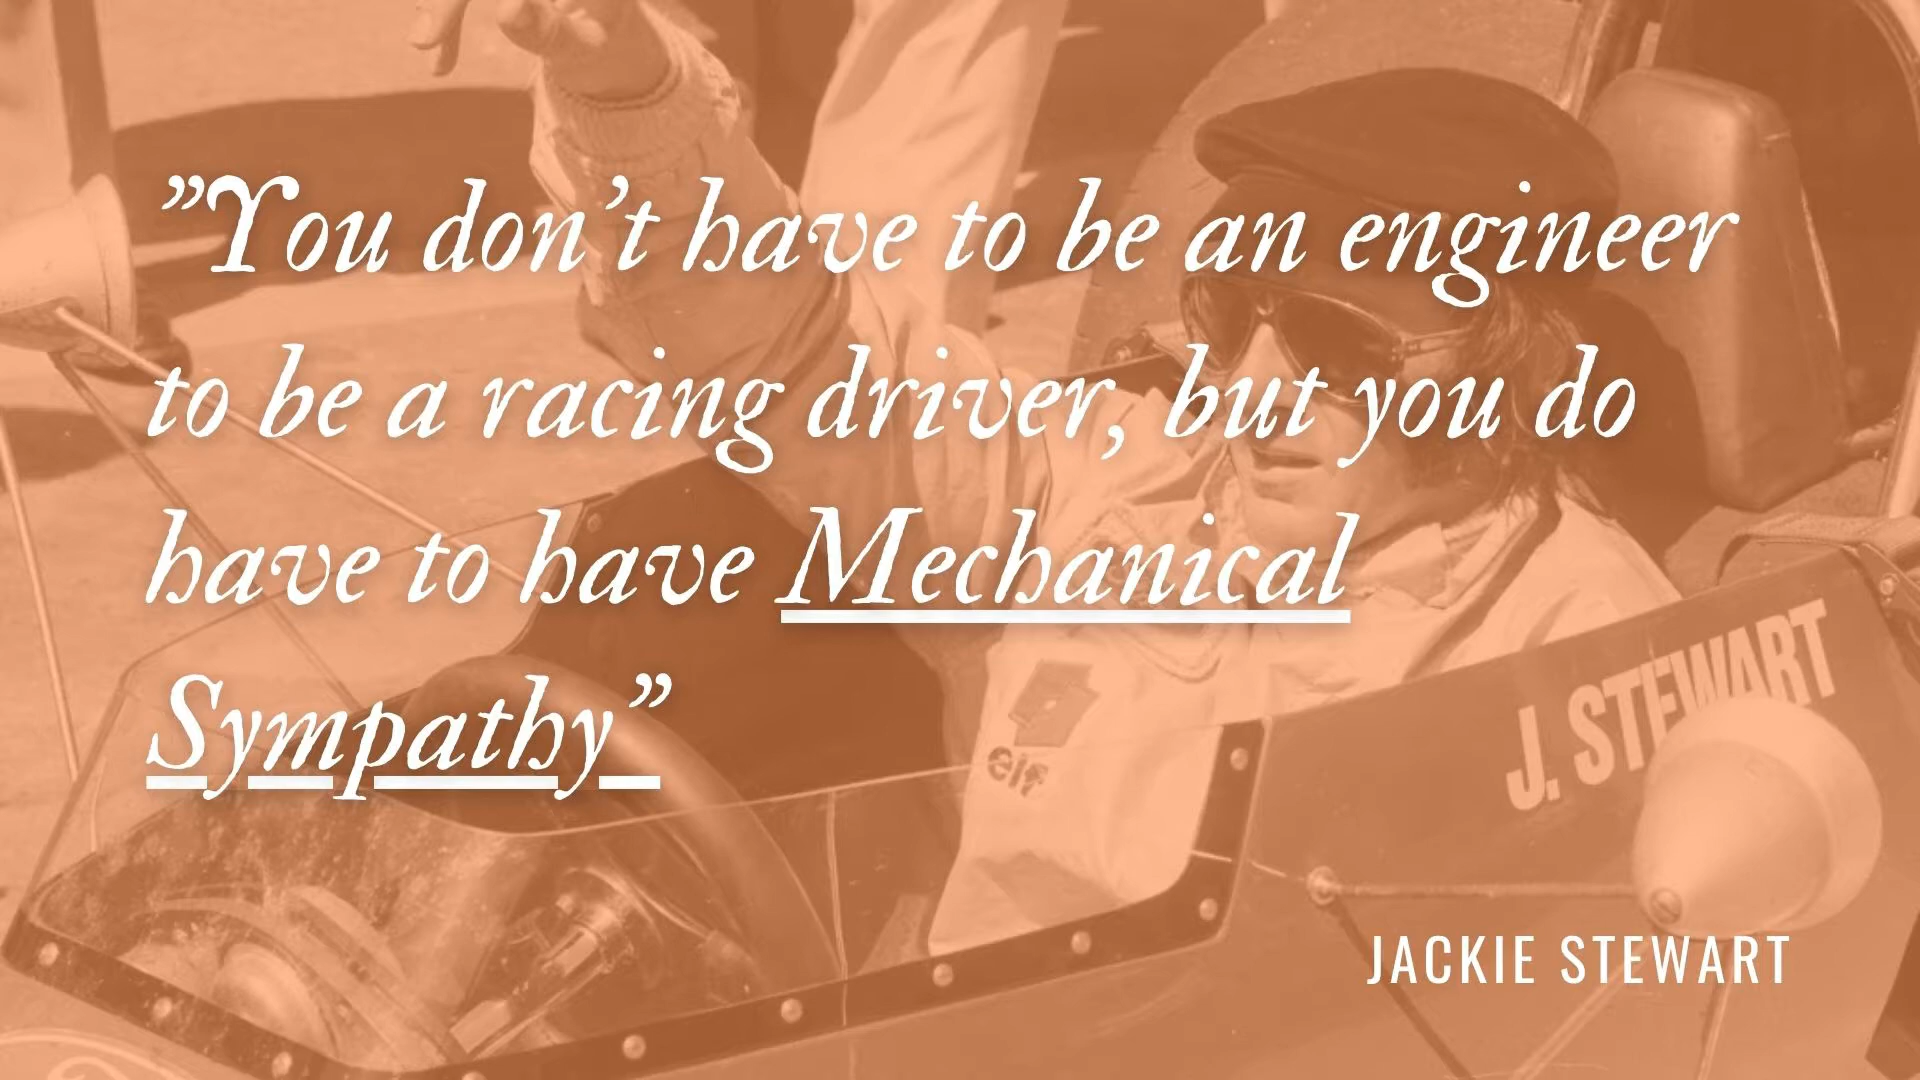 ”You don’t have to be an engineer
to be a racing driver, but you do
have to have Mechanical
Sympathy”
J. STEWART
elf
JACKIE STEWART